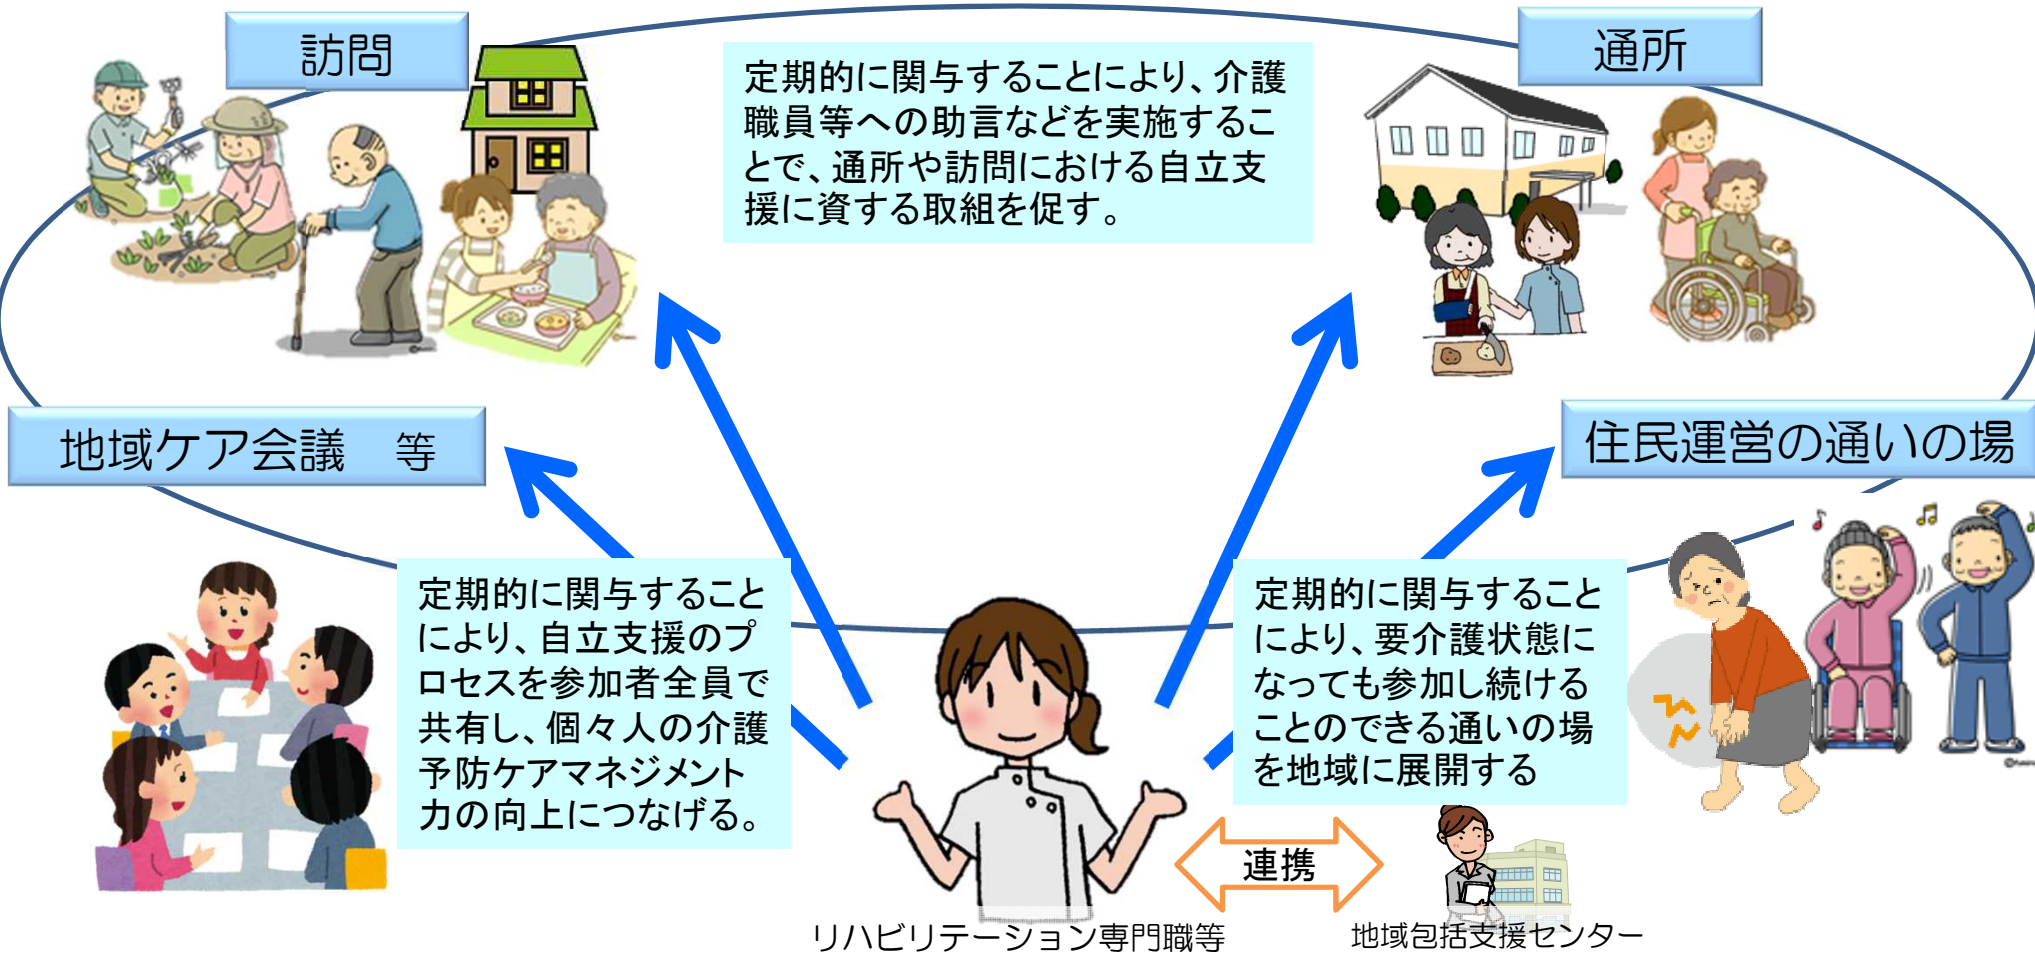 訪問
通所
定期的に関与することにより、介護
職員等への助言などを実施するこ
とで、通所や訪問における自立支
援に資する取組を促す。
地域ケア会議　等
住民運営の通いの場
定期的に関与すること
により、自立支援のプ
ロセスを参加者全員で
共有し、個々人の介護
予防ケアマネジメント
力の向上につなげる。
定期的に関与すること
により、要介護状態に
なっても参加し続ける
ことのできる通いの場
を地域に展開する
連携
リハビリテーション専門職等
地域包括支援センター